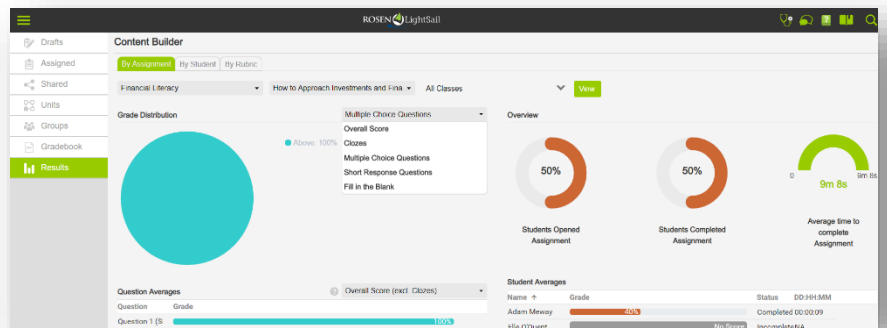 ROSEN LightSail
Drafts
Assigned
Shared
Units
Groups
Gradebook
Results
Content Builder
By Assignment By Student By Rubric
Financial Literacy How to Approach Investments and Fina All Classes View
Grade Distribution
Multiple Choice Questions
Overall Score
Clozes
Multiple Choice Questions
Short Response Questions
Fill in the Blank
Above: 100%
Overview
50%
Students Opened
Assignment
50%
Students Completed
Assignment
0 9m 8s
9m 8s
Average time to
complete
Assignment
Question Averages
Overall Score (excl. Clozes)
Question Grade
Question 1 (S 100%
Student Averages
Name Grade Status DD:HH:MM
Adam Meway 40% Completed 00:00:09
No Score Incomplete NA